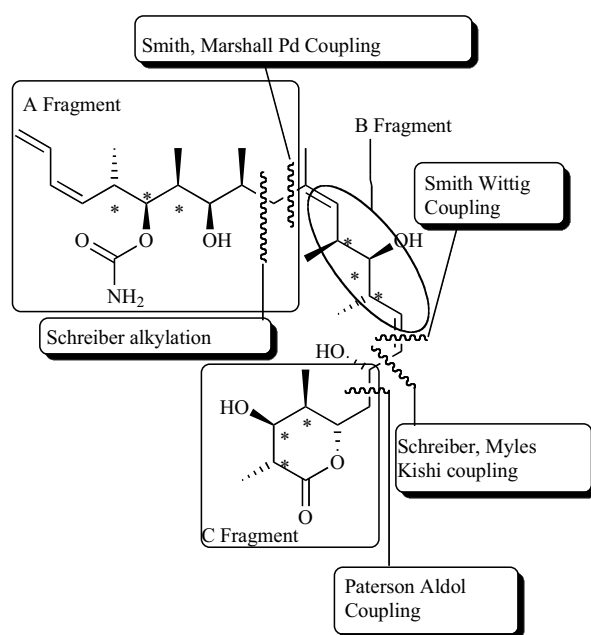 Smith, Marshall Pd Coupling
A Fragment
B Fragment
Smith Wittig
Coupling
*
*
*
O
OH
O
NH2
*
OH
*
*
Schreiber alkylation
HO
HO
*
*
*
O
O
C Fragment
Schreiber, Myles
Kishi coupling
Paterson Aldol
Coupling